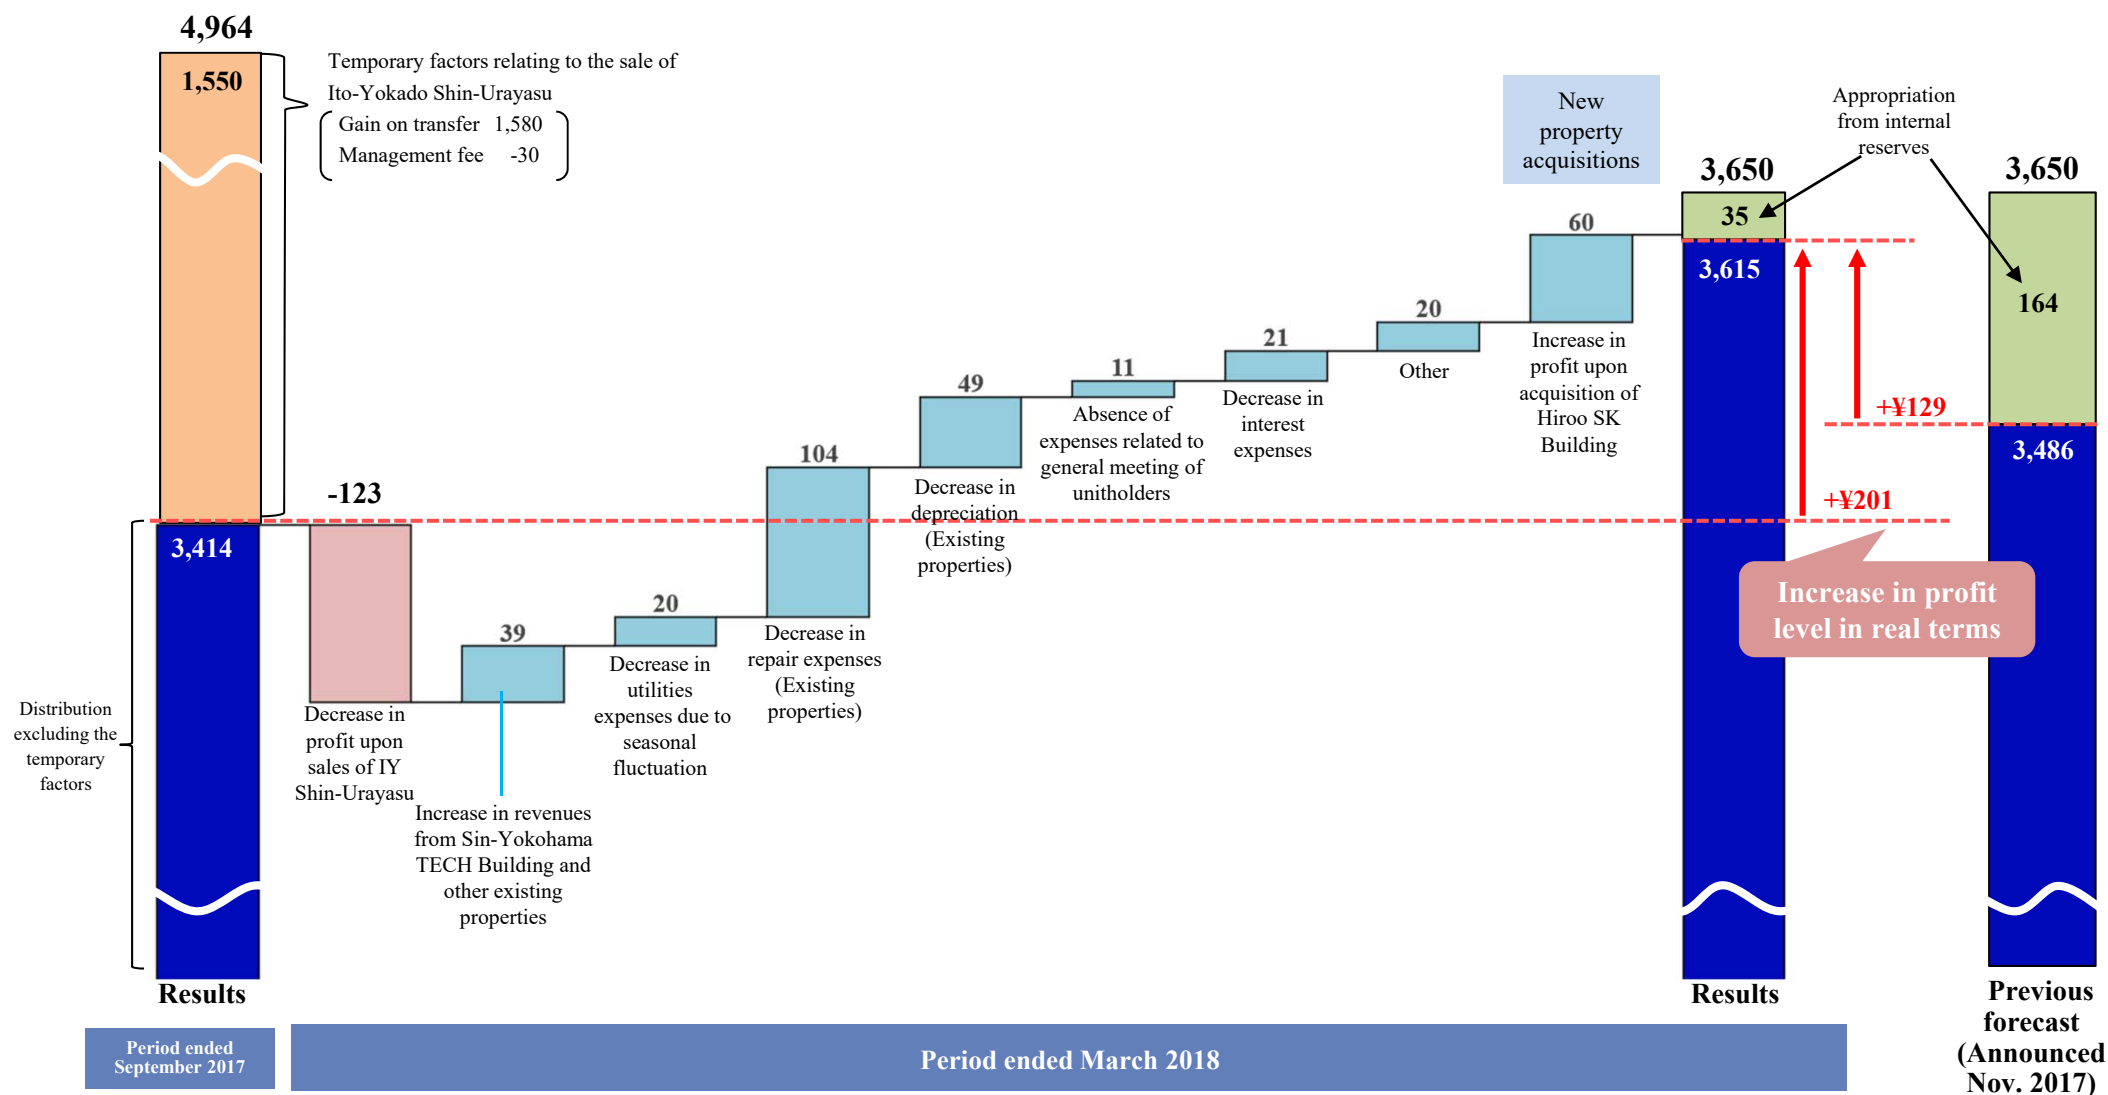 4,964
1,550
Temporary factors relating to the sale of
Ito-Yokado Shin-Urayasu
Gain on transfer 1,580
Management fee -30
3,414
Distribution
excluding the
temporary
factors
Results
Period ended
September 2017
-123
Decrease in
profit upon
sales of IY
Shin-Urayasu
39
Increase in revenues
from Sin-Yokohama
TECH Building and
other existing
properties
20
Decrease in
utilities
expenses due to
seasonal
fluctuation
104
Decrease in
repair expenses
(Existing
properties)
49
Decrease in
depreciation
(Existing
properties)
11
Absence of
expenses related to
general meeting of
unitholders
21
Decrease in
interest
expenses
20
Other
New
property
acquisitions
60
Increase in
profit upon
acquisition of
Hiroo SK
Building
3,650
35
3,615
Results
Appropriation
from internal
reserves
+¥129
+¥201
Increase in profit
level in real terms
3,650
164
3,486
Previous
forecast
(Announced
Nov. 2017)
Period ended March 2018